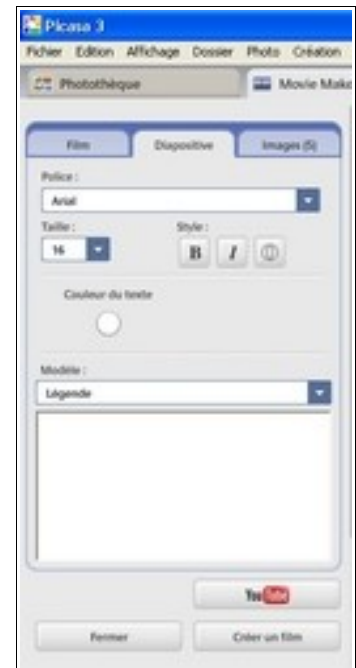 Picasa 3
Fichier Edition Affichage Dossier Photo Création
Photothèque Movie Make
Film Diapositive Images (5)
Police :
Arial
Taille : Style :
16 B I
Couleur du texte
Modèle :
Légende
YouTube
Fermer Créer un film